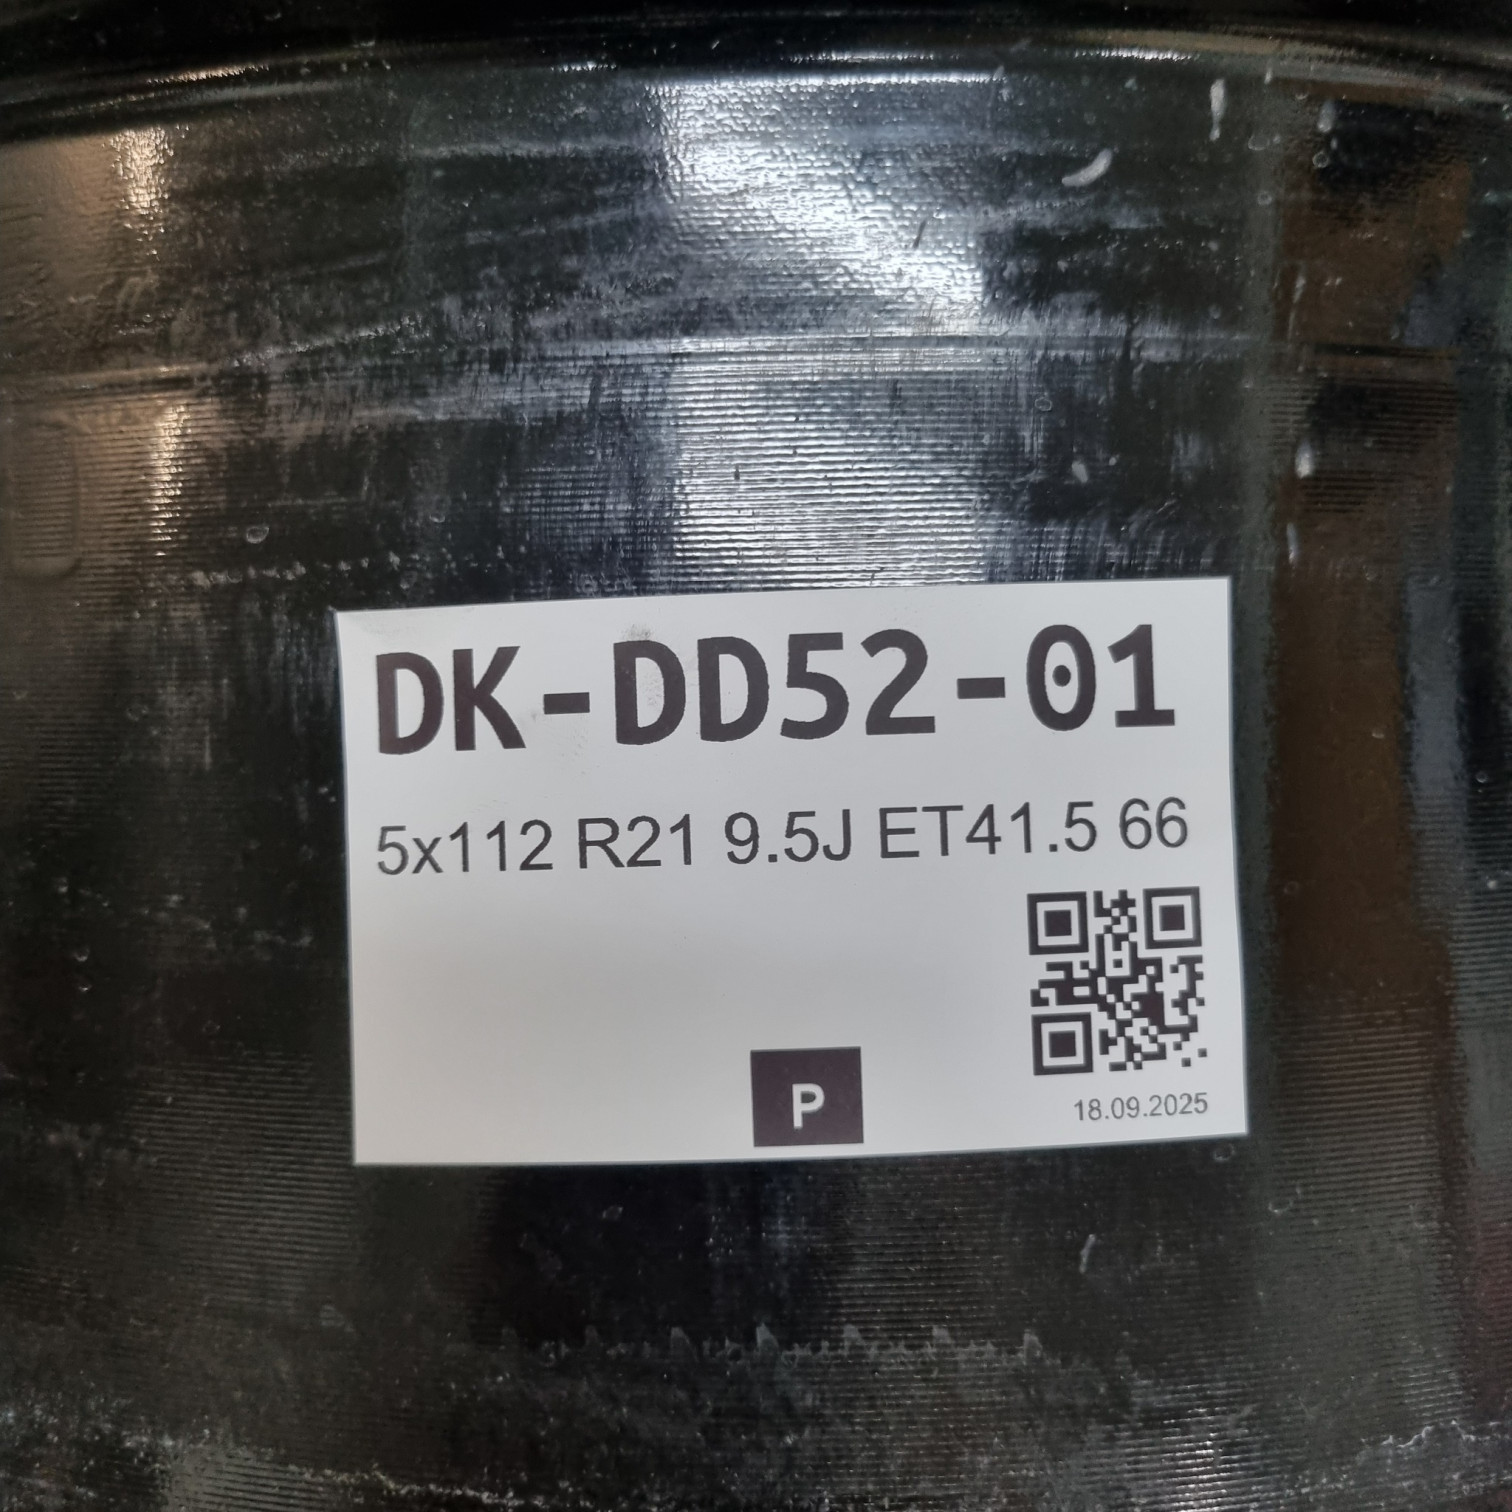 DK-DD52-01
5x112 R21 9.5J ET41.5 66
P
18.09.2025